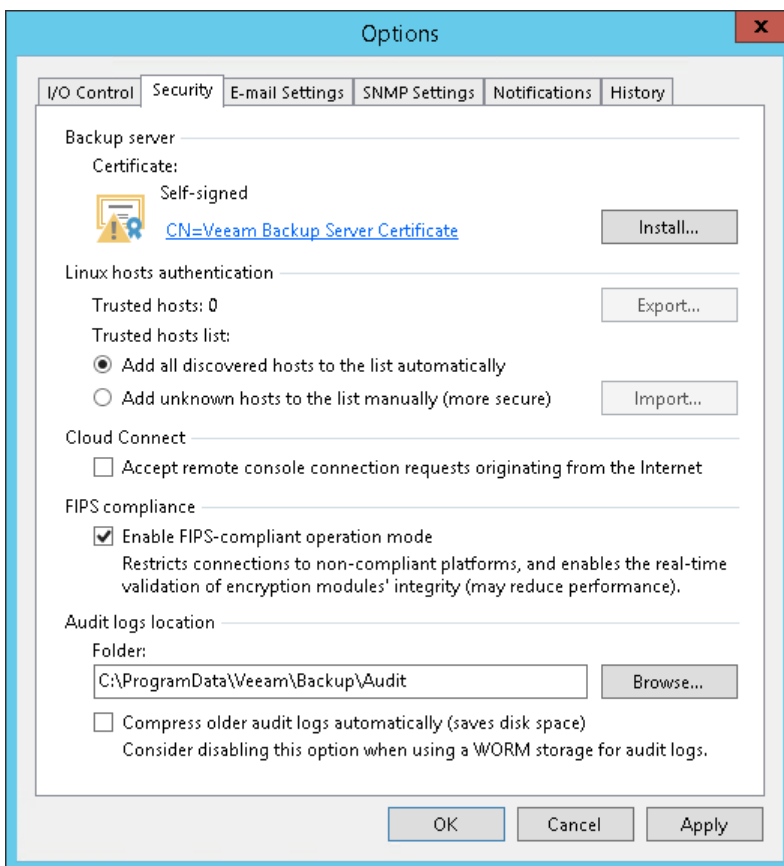 Options
x
I/O Control Security E-mail Settings SNMP Settings Notifications History
Backup server
Certificate:
Self-signed
CN=Veeam Backup Server Certificate Install...
Linux hosts authentication
Trusted hosts: 0 Export...
Trusted hosts list:
Add all discovered hosts to the list automatically
Add unknown hosts to the list manually (more secure) Import...
Cloud Connect
Accept remote console connection requests originating from the Internet
FIPS compliance
Enable FIPS-compliant operation mode
Restricts connections to non-compliant platforms, and enables the real-time
validation of encryption modules' integrity (may reduce performance).
Audit logs location
Folder:
C:\ProgramData\Veeam\Backup\Audit Browse...
Compress older audit logs automatically (saves disk space)
Consider disabling this option when using a WORM storage for audit logs.
OK Cancel Apply